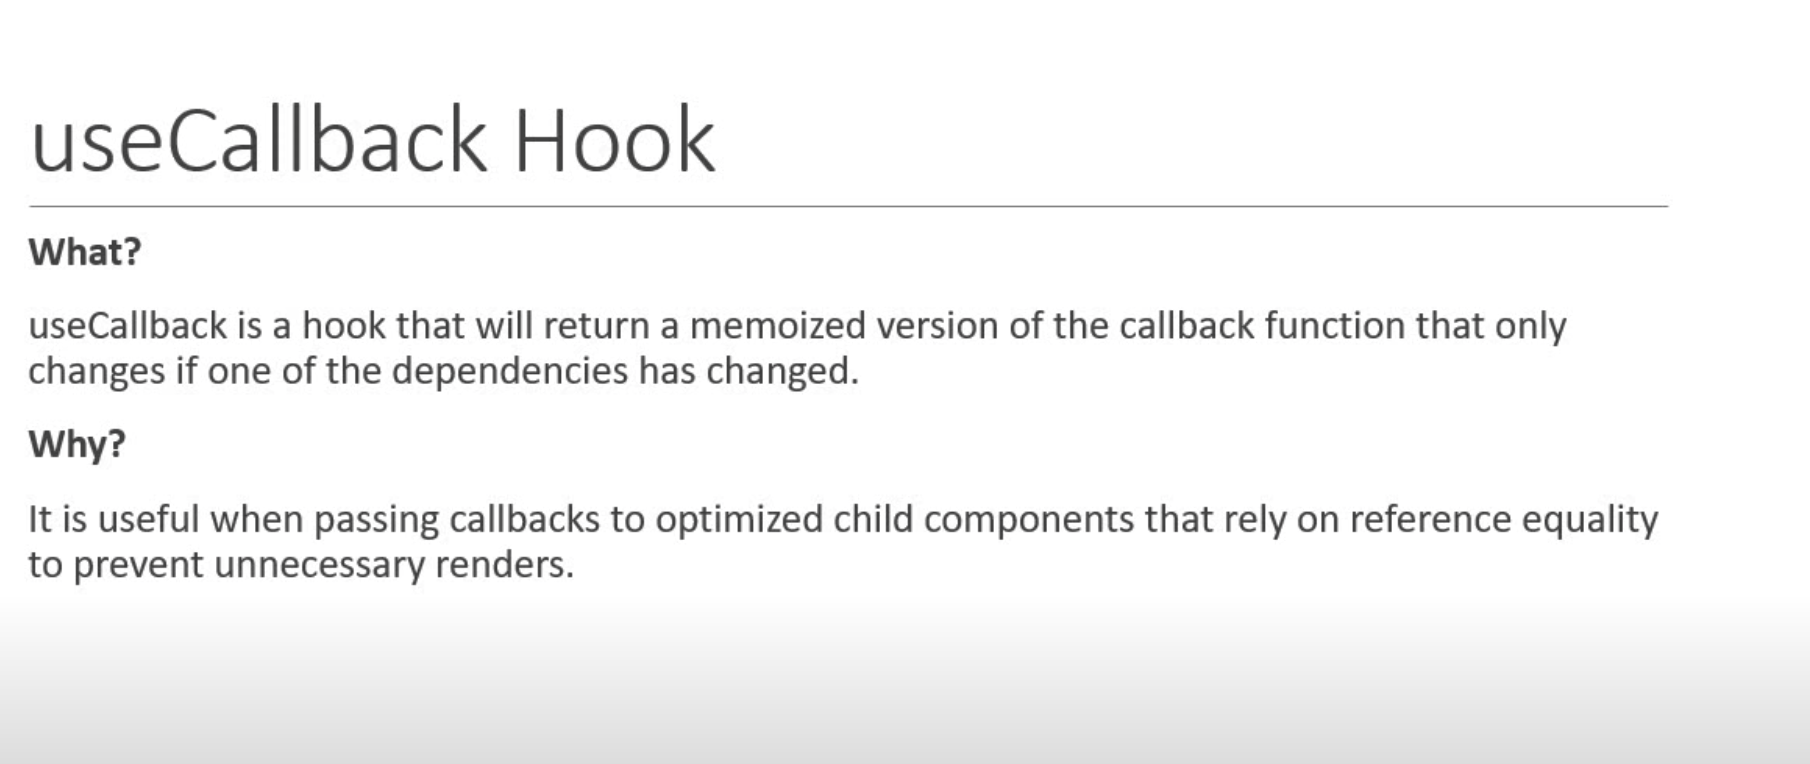 useCallback Hook
What?
useCallback is a hook that will return a memoized version of the callback function that only
changes if one of the dependencies has changed.
Why?
It is useful when passing callbacks to optimized child components that rely on reference equality
to prevent unnecessary renders.